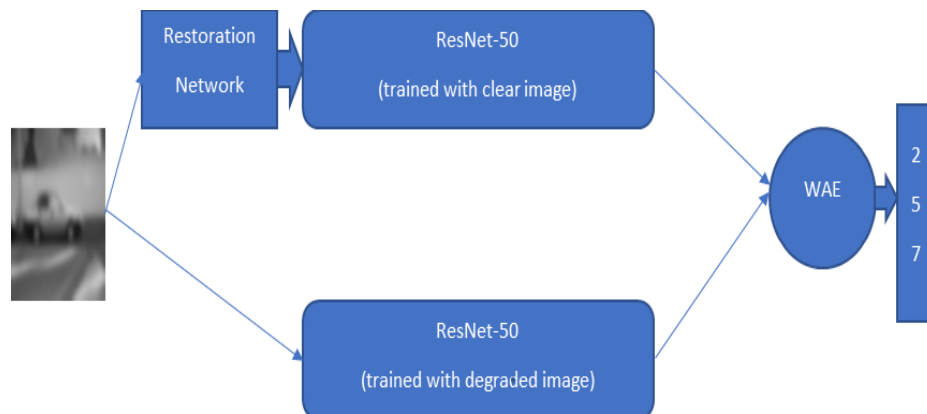 Restoration
Network
ResNet-50
(trained with clear image)
WAE
2
5
7
ResNet-50
(trained with degraded image)